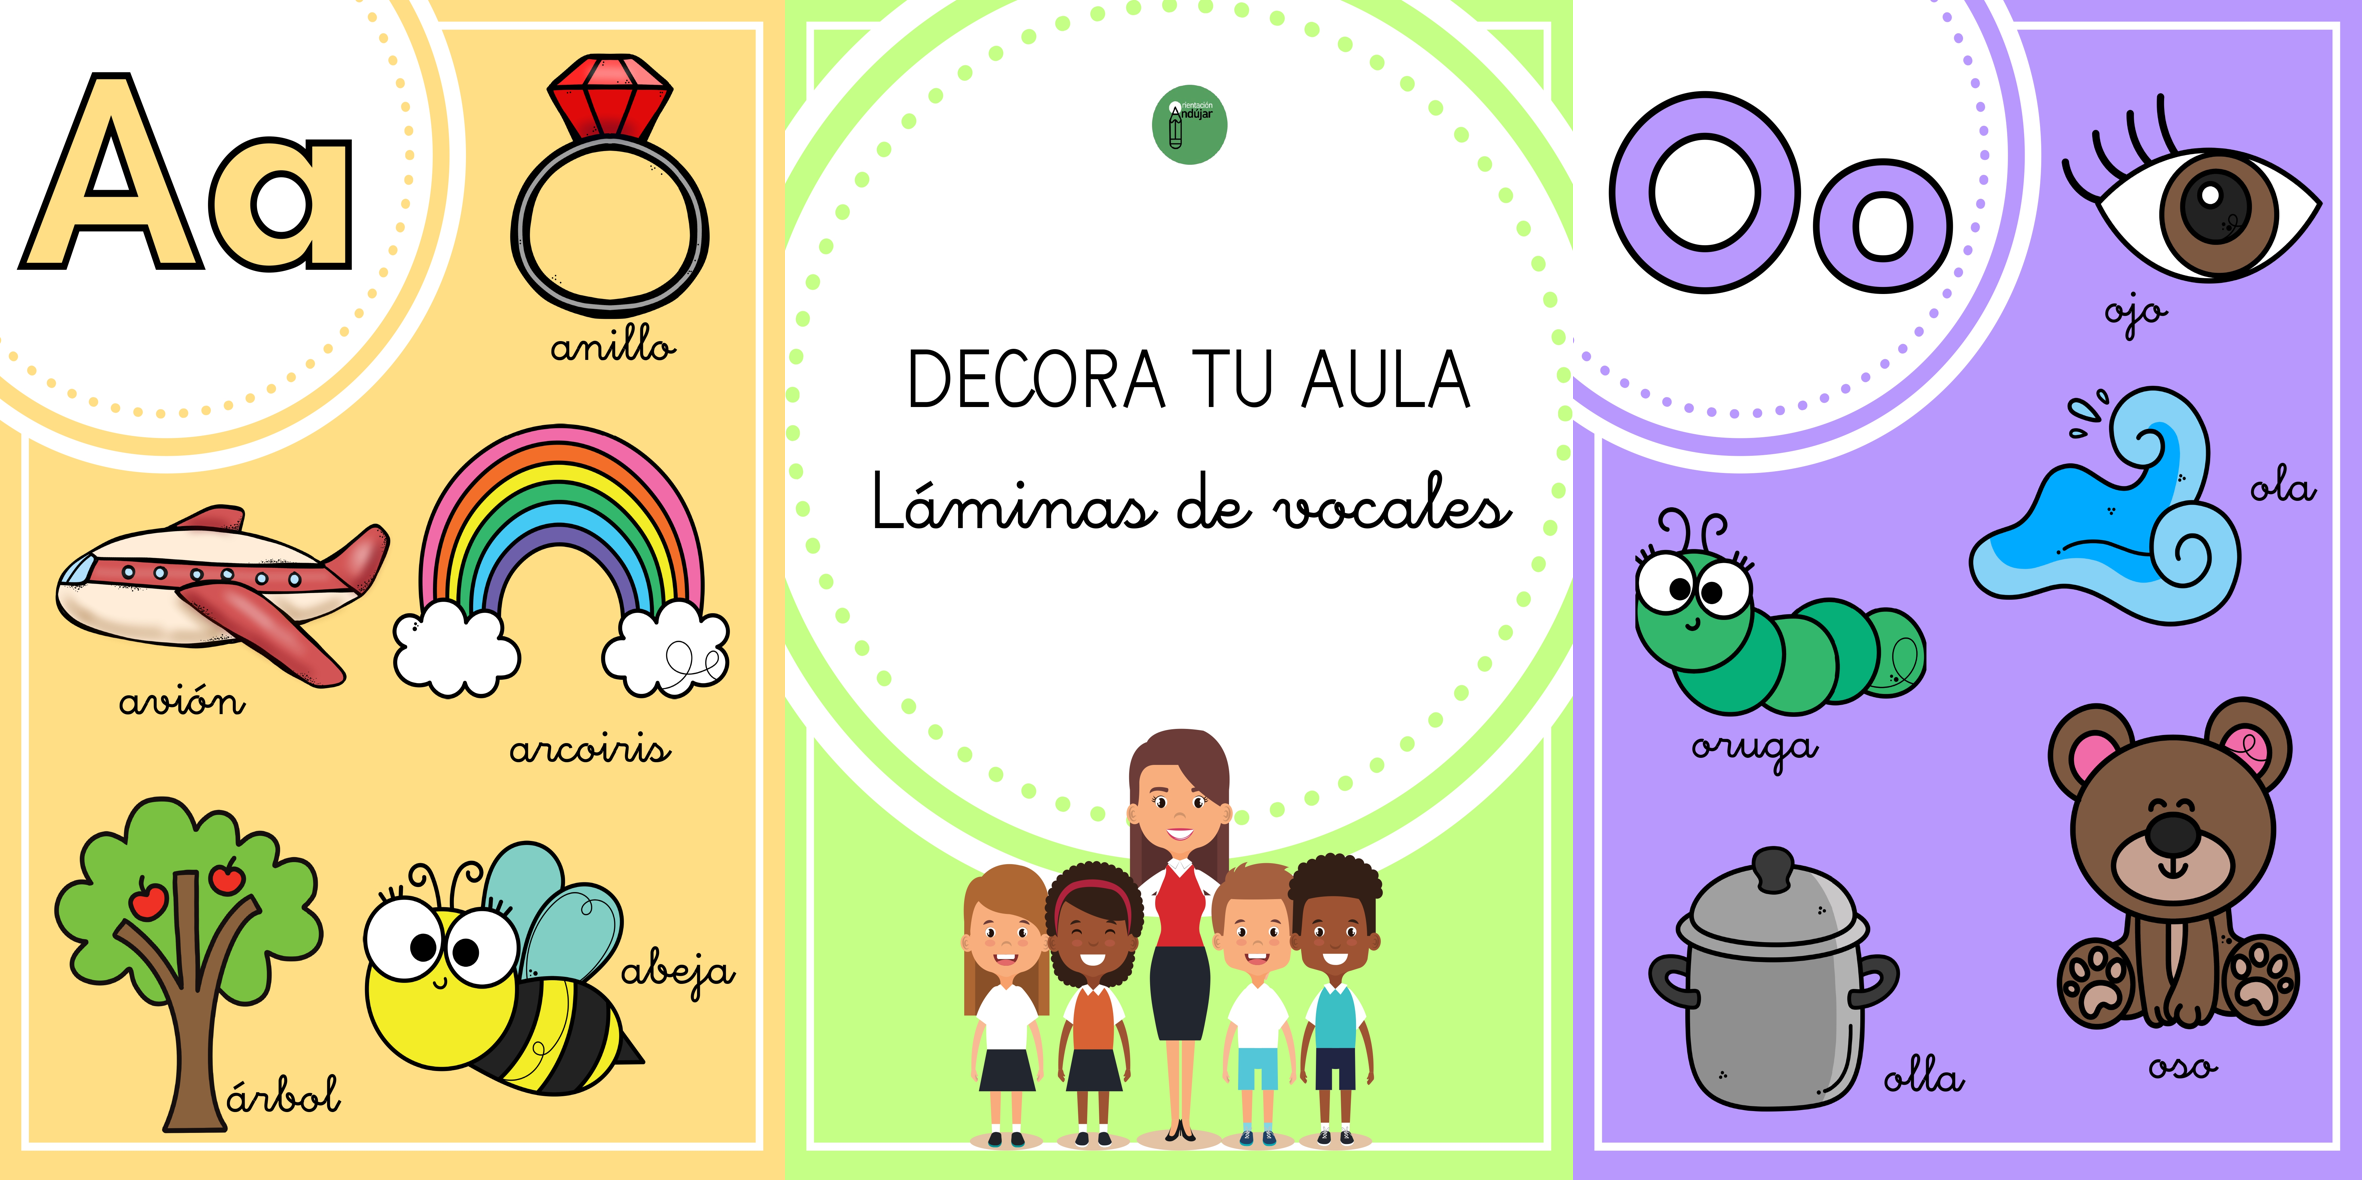 Aa
anillo
avión
arcoiris
árbol
abeja
Orientación
Andújar
DECORA TU AULA
Láminas de vocales
Oo
ojo
ola
oruga
oso
olla